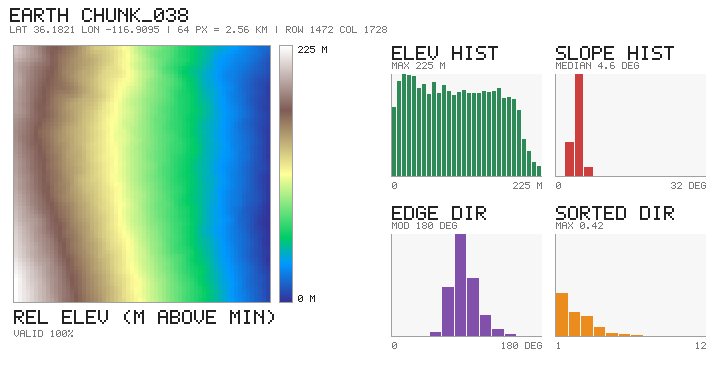 EARTH CHUNK_038
LAT 36.1821 LON -116.9095 | 64 PX = 2.56 KM | ROW 1472 COL 1728
225 M
0 M
REL ELEV (M ABOVE MIN)
VALID 100%
ELEV HIST
MAX 225 M
0 225 M
SLOPE HIST
MEDIAN 4.6 DEG
0 32 DEG
EDGE DIR
MOD 180 DEG
0 180 DEG
SORTED DIR
MAX 0.42
1 12